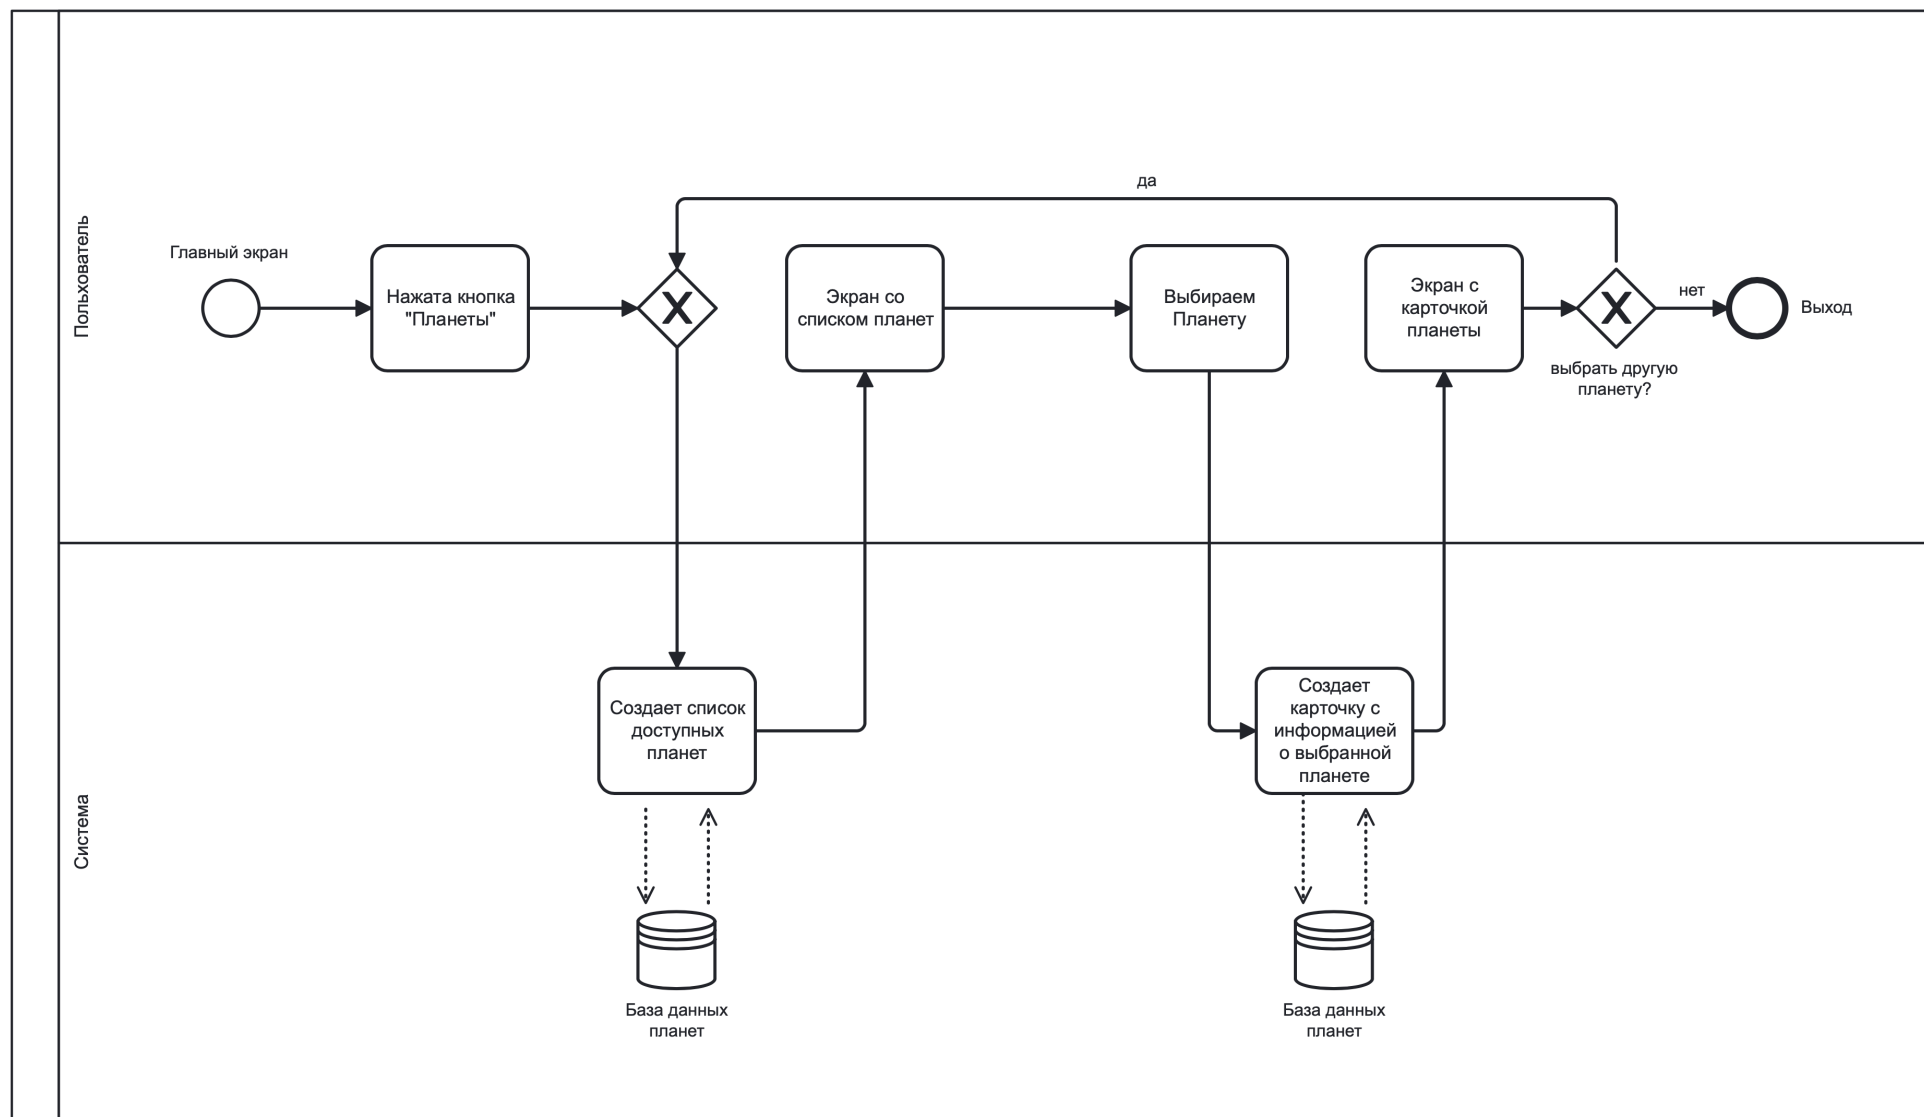 Польхователь
Главный экран
Нажата кнопка
"Планеты"
X
да
Экран со
списком планет
Выбираем
Планету
Экран с
карточкой
планеты
X
выбрать другую
планету?
нет
Выход
Система
Создает список
доступных
планет
База данных
планет
Создает
карточку с
информацией
о выбранной
планете
База данных
планет